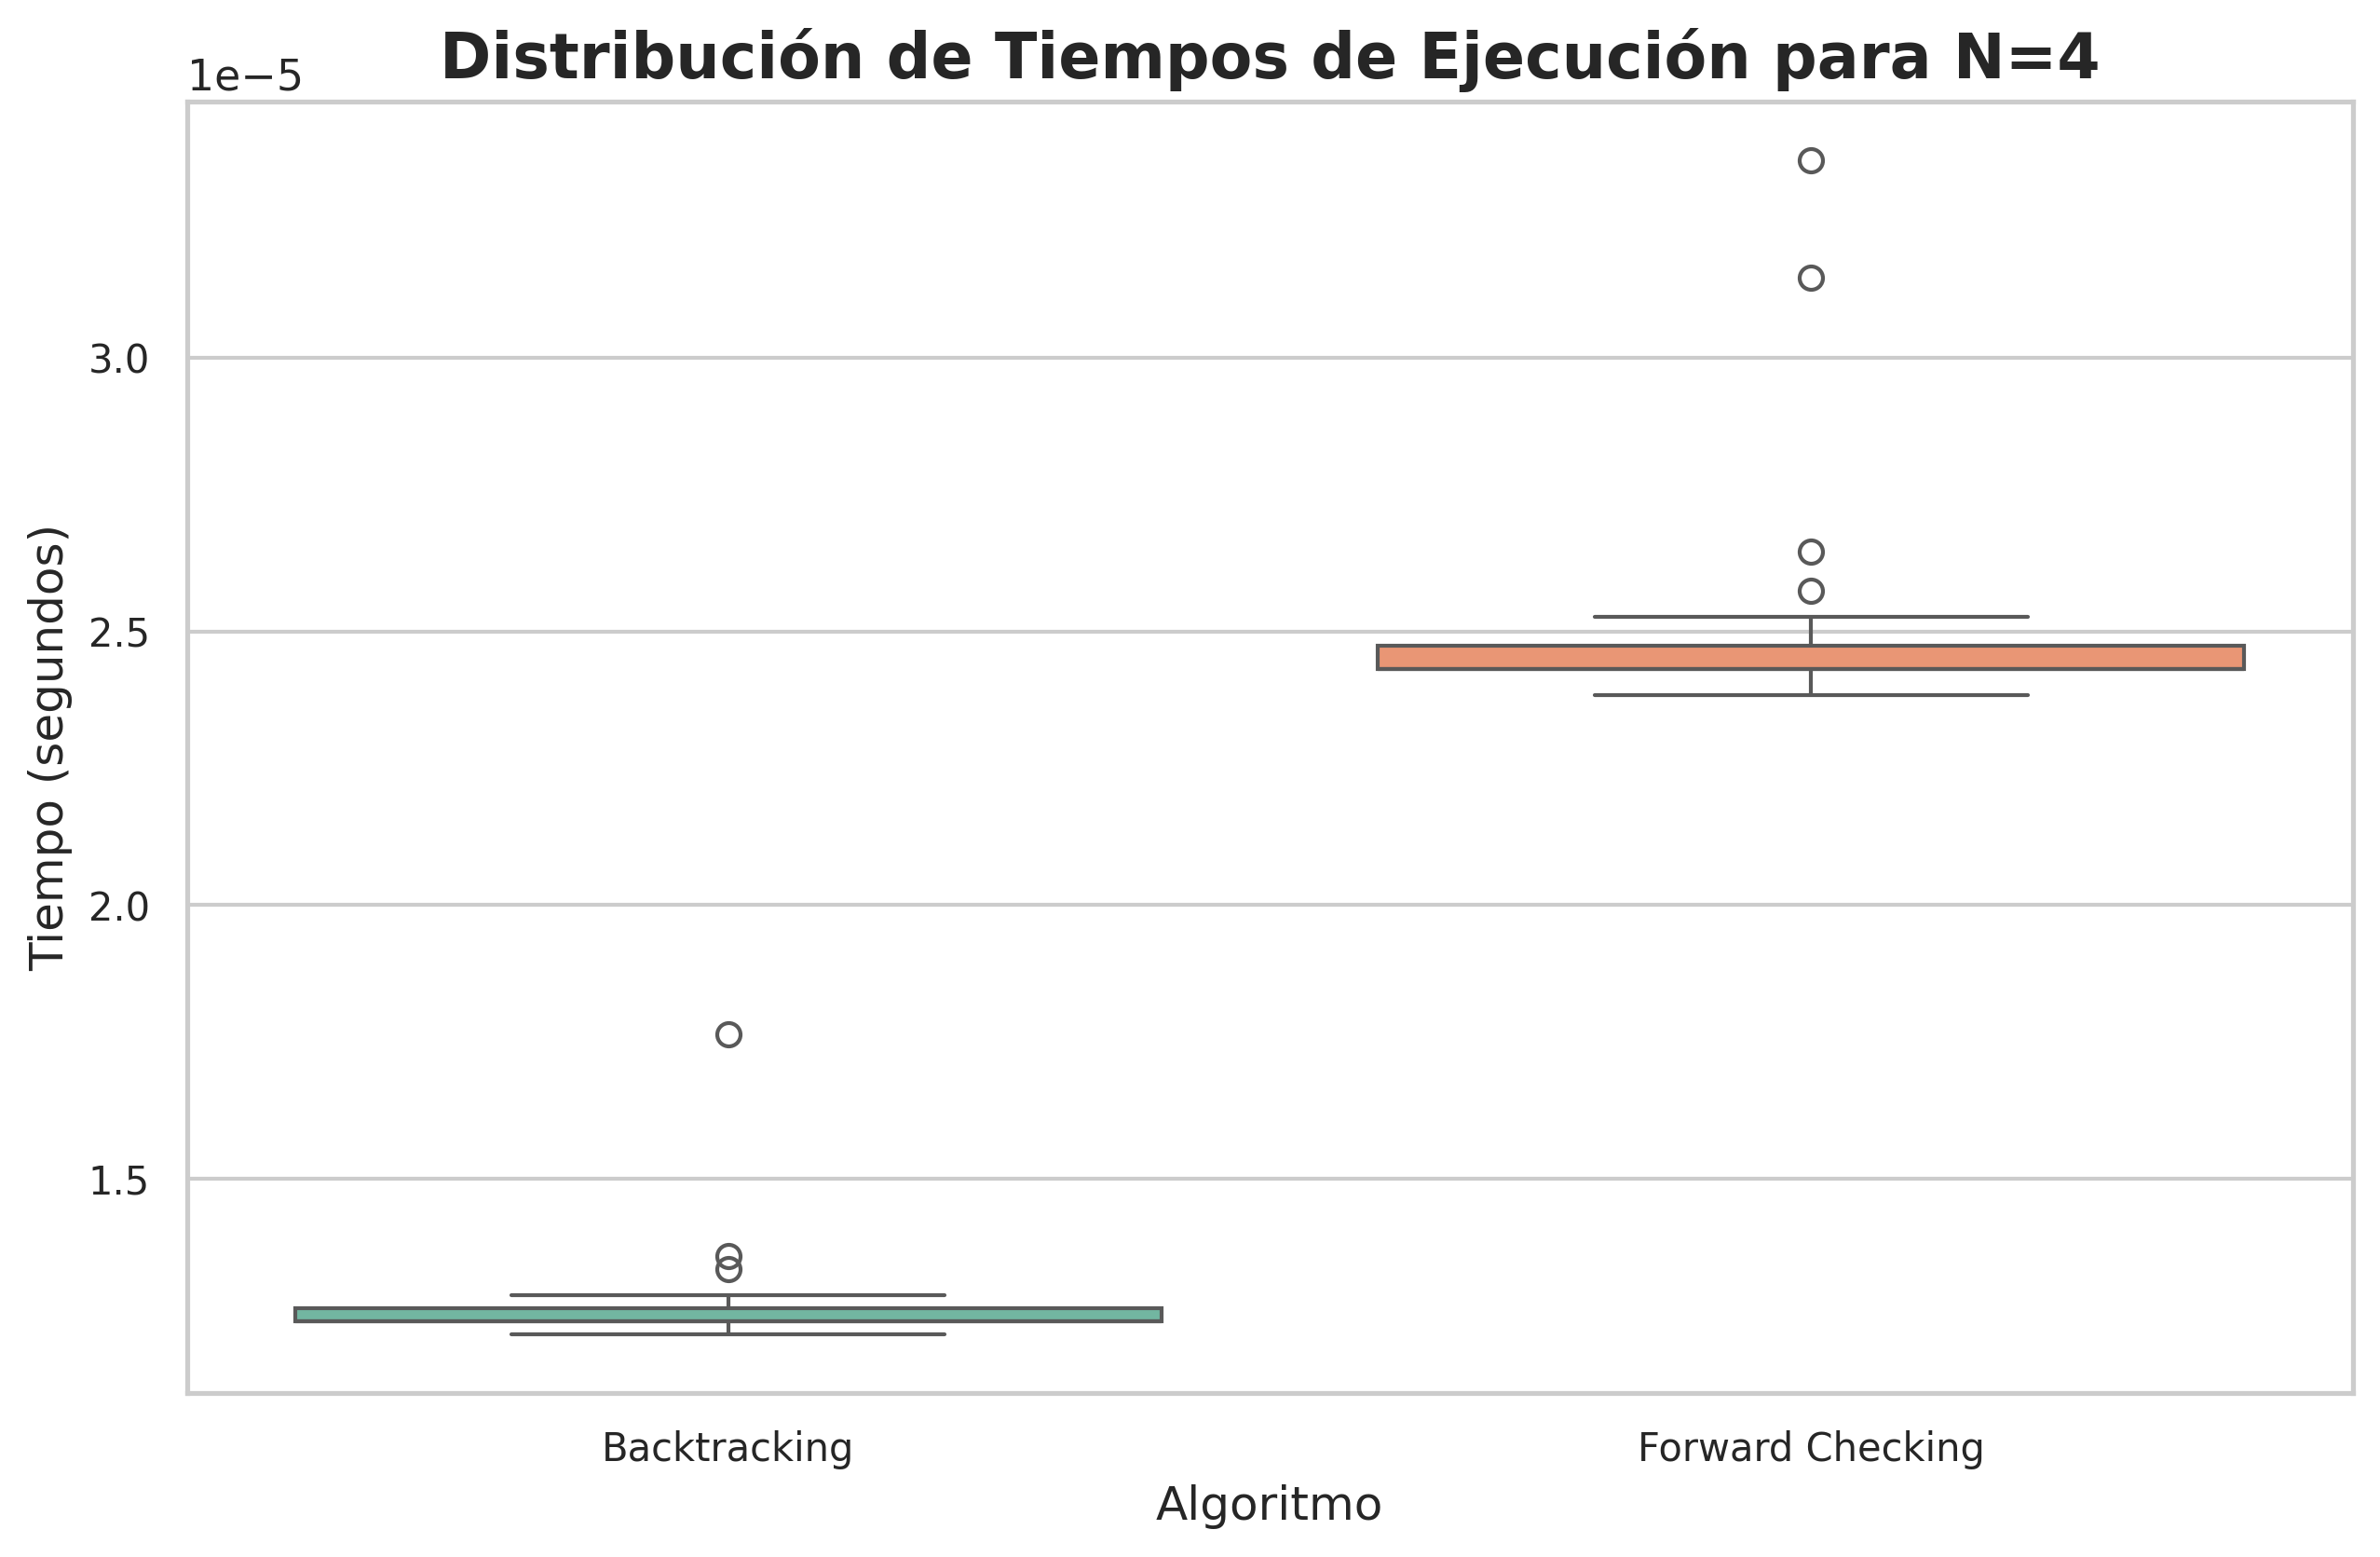 Distribución de Tiempos de Ejecución para N=4
1e−5
3.0
2.5
2.0
1.5
Tiempo (segundos)
Backtracking
Forward Checking
Algoritmo